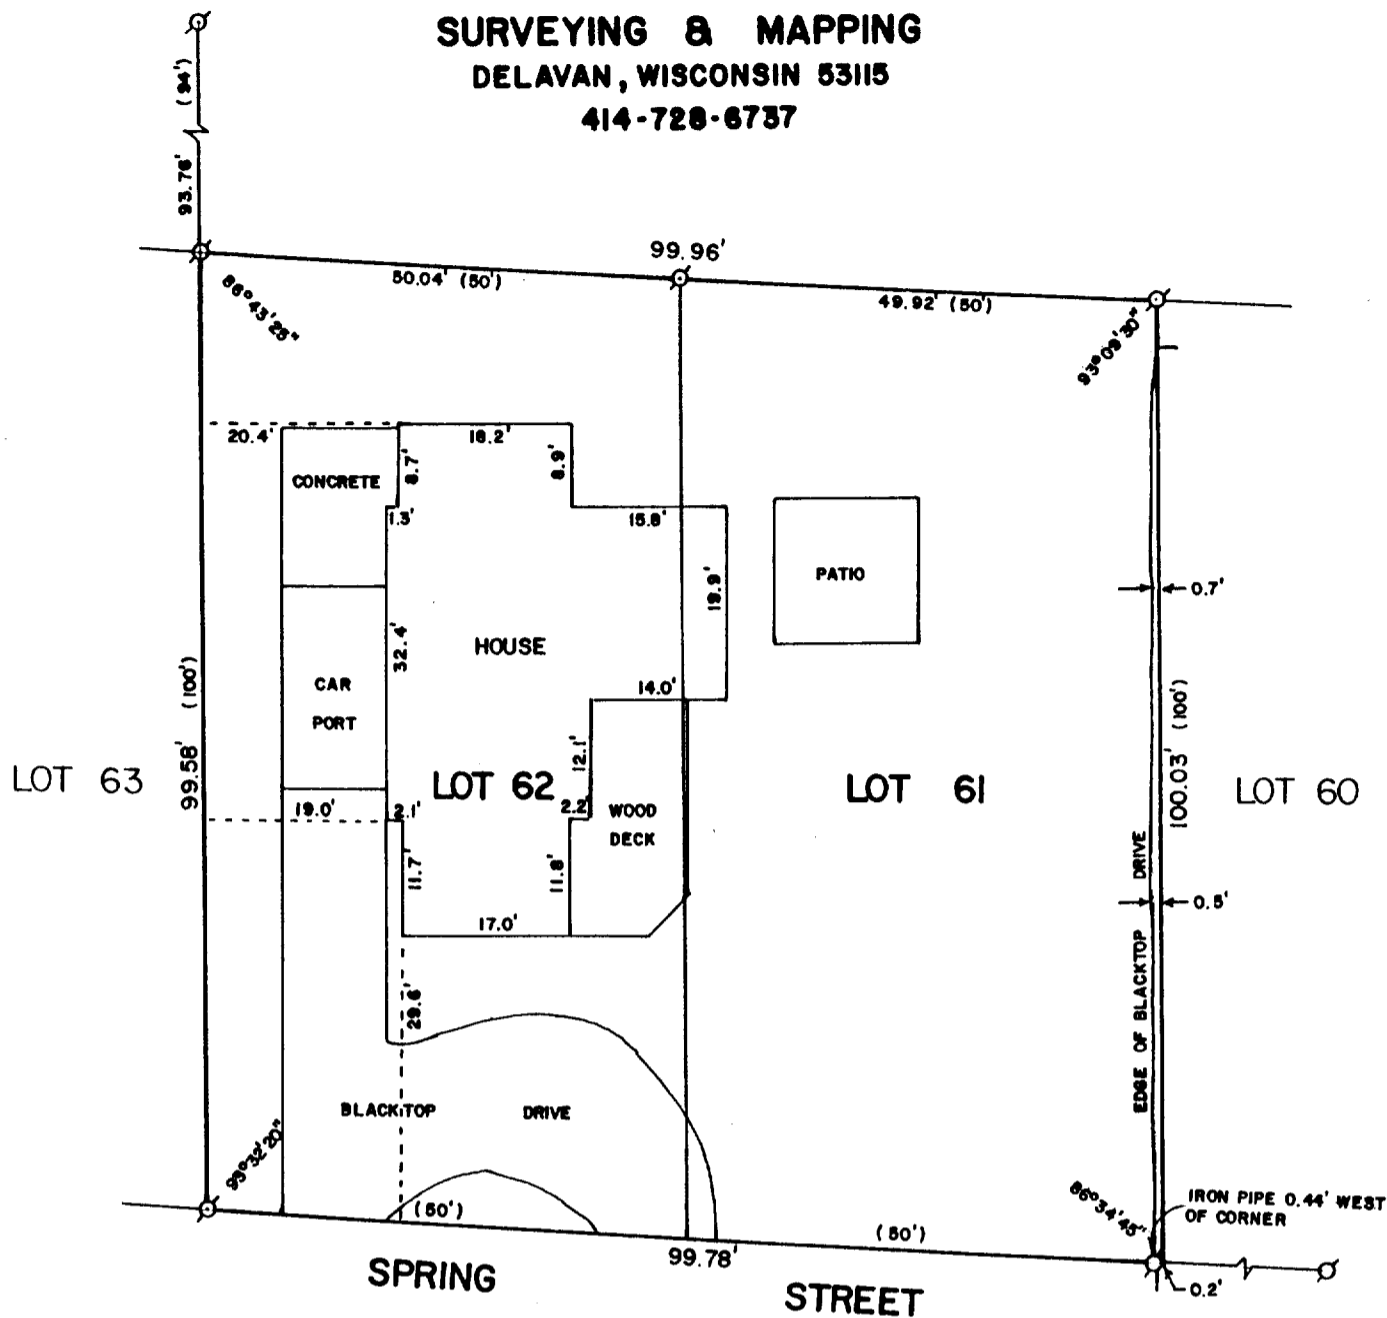 SURVEYING & MAPPING
DELAVAN, WISCONSIN 53115
414-728-6737
(94')
93.76'
99.96'
50.04' (50')
49.92' (50')
86°43'25"
93°09'30"
20.4'
18.2'
8.7'
8.9'
CONCRETE
1.3'
15.8'
PATIO
19.9'
0.7'
HOUSE
32.4'
CAR
PORT
14.0'
99.58' (100')
100.03' (100')
12.1'
LOT 63
LOT 62
LOT 61
LOT 60
19.0'
2.1'
2.2'
WOOD
DECK
11.7'
11.8'
17.0'
0.5'
EDGE OF BLACKTOP DRIVE
29.6'
BLACKTOP DRIVE
93°32'20"
86°34'45"
IRON PIPE 0.44' WEST
OF CORNER
(50')
(50')
99.78'
0.2'
SPRING STREET